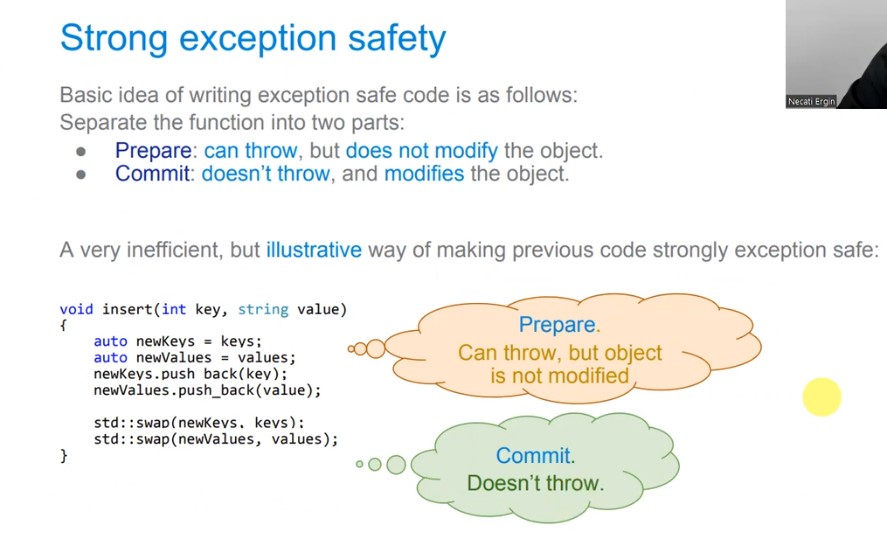 Strong exception safety
Necati Ergin
Basic idea of writing exception safe code is as follows:
Separate the function into two parts:
● Prepare: can throw, but does not modify the object.
● Commit: doesn't throw, and modifies the object.
A very inefficient, but illustrative way of making previous code strongly exception safe:
void insert(int key, string value)
{
auto newKeys = keys;
auto newValues = values;
newKeys.push_back(key);
newValues.push_back(value);
std::swap(newKeys, keys);
std::swap(newValues, values);
}
Prepare.
Can throw, but object
is not modified
Commit.
Doesn't throw.